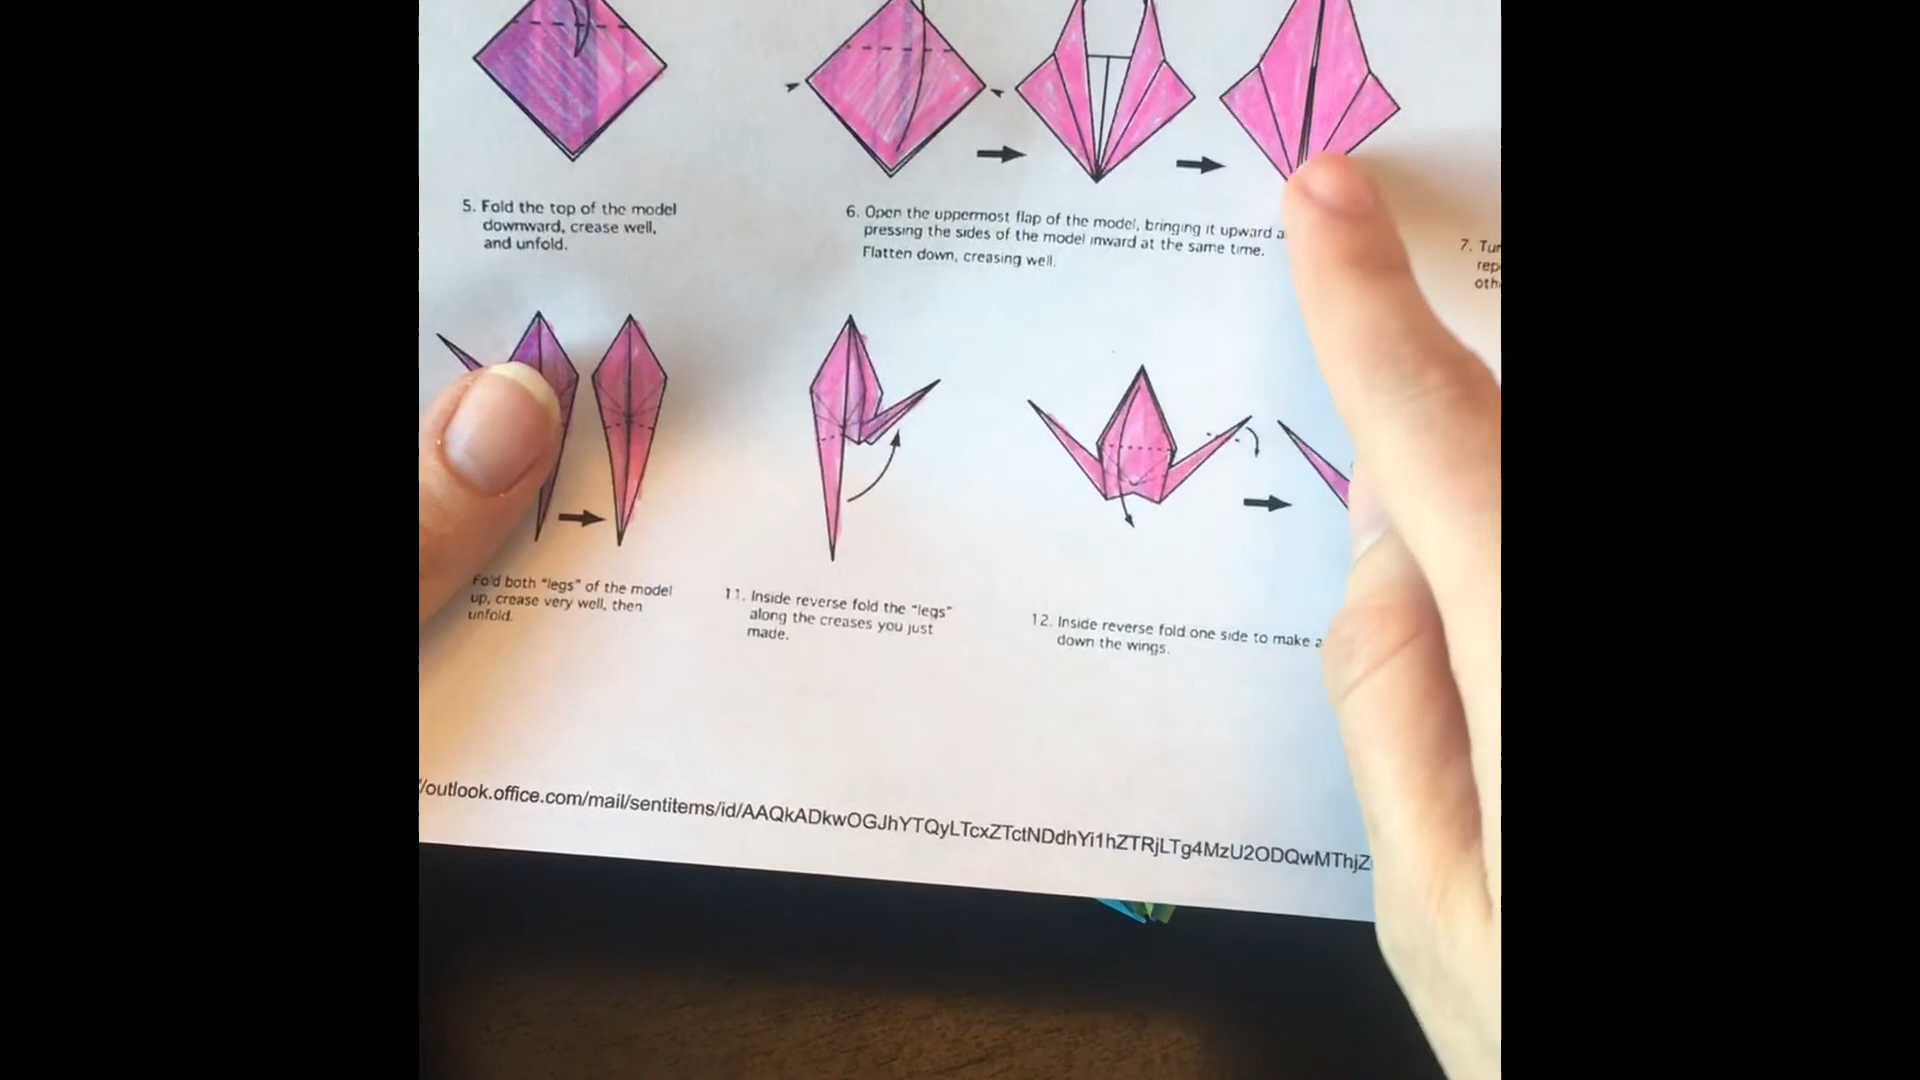 5. Fold the top of the model
downward, crease well,
and unfold.
6. Open the uppermost flap of the model, bringing it upward a
pressing the sides of the model inward at the same time.
Flatten down, creasing well.
7. Tur
rep
oth
Fold both "legs" of the model
up, crease very well, then
unfold.
11. Inside reverse fold the "legs"
along the creases you just
made.
12. Inside reverse fold one side to make a
down the wings.
/outlook.office.com/mail/sentitems/id/AAQkADkwOGJhYTQyLTcxZTctNDdhYi1hZTRjLTg4MzU2ODQwMThjZ